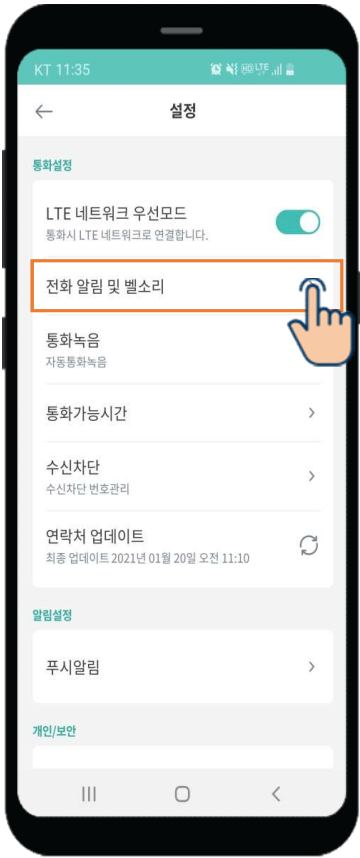 KT 11:35
HD LTE
설정
통화설정
LTE 네트워크 우선모드
통화시 LTE 네트워크로 연결합니다.
전화 알림 및 벨소리
통화녹음
자동통화녹음
통화가능시간
수신차단
수신차단 번호관리
연락처 업데이트
최종 업데이트 2021년 01월 20일 오전 11:10
알림설정
푸시알림
개인/보안